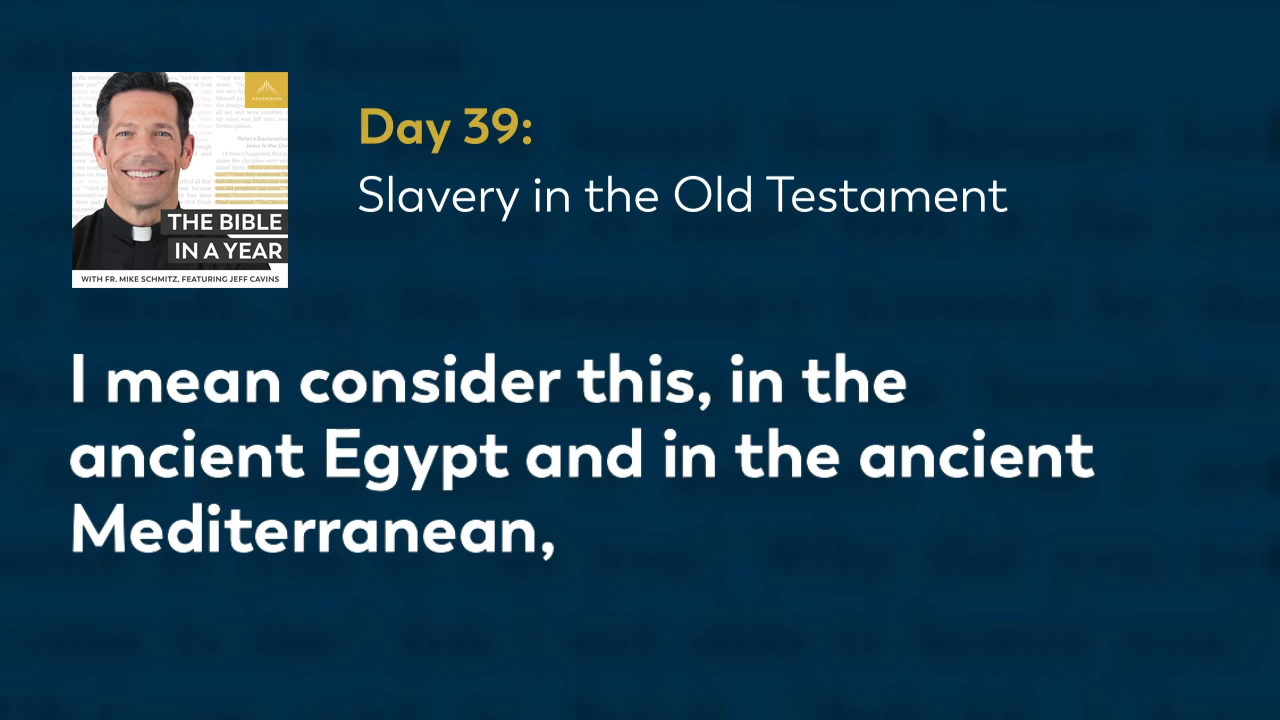 ASCENSION
THE BIBLE
IN A YEAR
WITH FR. MIKE SCHMITZ, FEATURING JEFF CAVINS
Day 39:
Slavery in the Old Testament
I mean consider this, in the
ancient Egypt and in the ancient
Mediterranean,